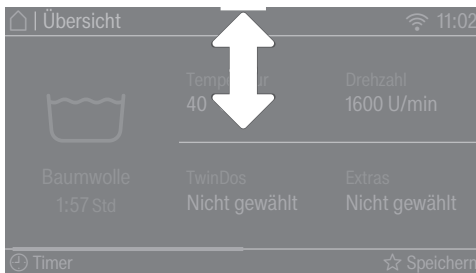 | Übersicht 11:02
Temperatur Drehzahl
40 1600 U/min
Baumwolle TwinDos Extras
1:57 Std Nicht gewählt Nicht gewählt
Timer Speichern